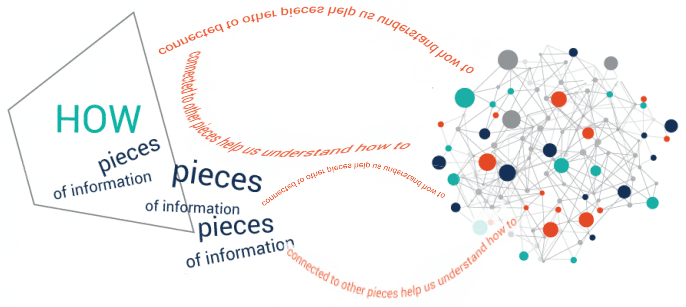 connected to other pieces help us understand how to
connected to other pieces help us understand how to
HOW
pieces
of information
pieces
of information
connected to other pieces help us understand how to
pieces
of information
connected to other pieces help us understand how to